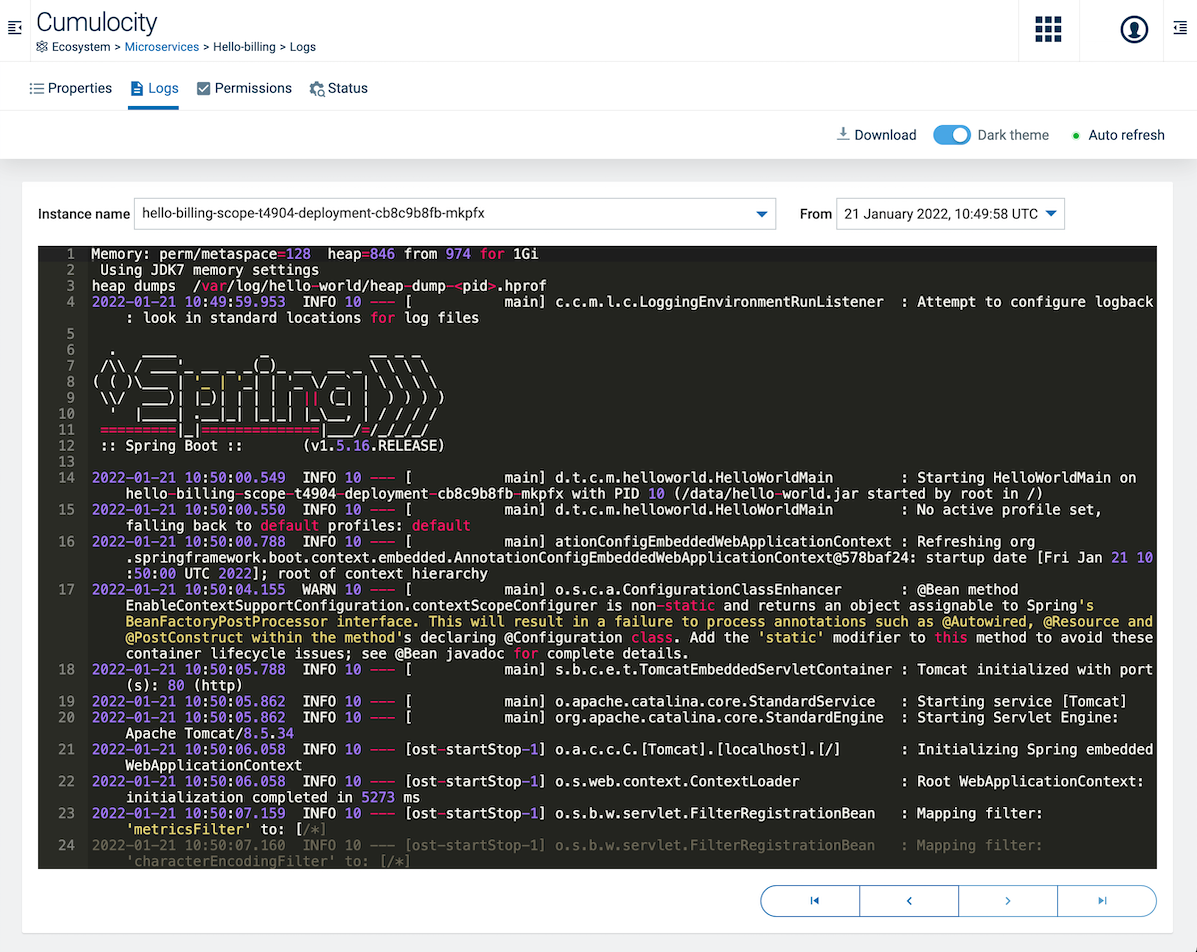 Cumulocity
Ecosystem > Microservices > Hello-billing > Logs
Properties Logs Permissions Status
Download Dark theme Auto refresh
Instance name hello-billing-scope-t4904-deployment-cb8c9b8fb-mkpfx From 21 January 2022, 10:49:58 UTC
1 Memory: perm/metaspace=128  heap=846 from 974 for 1Gi
2  Using JDK7 memory settings
3 heap dumps  /var/log/hello-world/heap-dump-<pid>.hprof
4 2022-01-21 10:49:59.953  INFO 10 --- [           main] c.c.m.l.c.LoggingEnvironmentRunListener  : Attempt to configure logback
: look in standard locations for log files
5
6   .   ____          _            __ _ _
7  /\\ / ___'_ __ _ _(_)_ __  __ _ \ \ \ \
8 ( ( )\___ | '_ | '_| | '_ \/ _` | \ \ \ \
9  \\/  ___)| |_)| | | | | || (_| |  ) ) ) )
10   '  |____| .__|_| |_|_| |_\__, | / / / /
11  =========|_|==============|___/=/_/_/_/
12  :: Spring Boot ::       (v1.5.16.RELEASE)
13
14 2022-01-21 10:50:00.549  INFO 10 --- [           main] d.t.c.m.helloworld.HelloWorldMain        : Starting HelloWorldMain on
hello-billing-scope-t4904-deployment-cb8c9b8fb-mkpfx with PID 10 (/data/hello-world.jar started by root in /)
15 2022-01-21 10:50:00.550  INFO 10 --- [           main] d.t.c.m.helloworld.HelloWorldMain        : No active profile set,
falling back to default profiles: default
16 2022-01-21 10:50:00.788  INFO 10 --- [           main] ationConfigEmbeddedWebApplicationContext : Refreshing org
.springframework.boot.context.embedded.AnnotationConfigEmbeddedWebApplicationContext@578baf24: startup date [Fri Jan 21 10
:50:00 UTC 2022]; root of context hierarchy
17 2022-01-21 10:50:04.155  WARN 10 --- [           main] o.s.c.a.ConfigurationClassEnhancer       : @Bean method
EnableContextSupportConfiguration.contextScopeConfigurer is non-static and returns an object assignable to Spring's
BeanFactoryPostProcessor interface. This will result in a failure to process annotations such as @Autowired, @Resource and
@PostConstruct within the method's declaring @Configuration class. Add the 'static' modifier to this method to avoid these
container lifecycle issues; see @Bean javadoc for complete details.
18 2022-01-21 10:50:05.788  INFO 10 --- [           main] s.b.c.e.t.TomcatEmbeddedServletContainer : Tomcat initialized with port
(s): 80 (http)
19 2022-01-21 10:50:05.862  INFO 10 --- [           main] o.apache.catalina.core.StandardService   : Starting service [Tomcat]
20 2022-01-21 10:50:05.862  INFO 10 --- [           main] org.apache.catalina.core.StandardEngine  : Starting Servlet Engine:
Apache Tomcat/8.5.34
21 2022-01-21 10:50:06.058  INFO 10 --- [ost-startStop-1] o.a.c.c.C.[Tomcat].[localhost].[/]       : Initializing Spring embedded
WebApplicationContext
22 2022-01-21 10:50:06.058  INFO 10 --- [ost-startStop-1] o.s.web.context.ContextLoader            : Root WebApplicationContext:
initialization completed in 5273 ms
23 2022-01-21 10:50:07.159  INFO 10 --- [ost-startStop-1] o.s.b.w.servlet.FilterRegistrationBean   : Mapping filter:
'metricsFilter' to: [/*]
24 2022-01-21 10:50:07.160  INFO 10 --- [ost-startStop-1] o.s.b.w.servlet.FilterRegistrationBean   : Mapping filter:
'characterEncodingFilter' to: [/*]